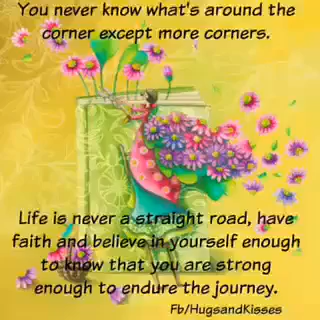 You never know what's around the
corner except more corners.
Life is never a straight road, have
faith and believe in yourself enough
to know that you are strong
enough to endure the journey.
Fb/HugsandKisses